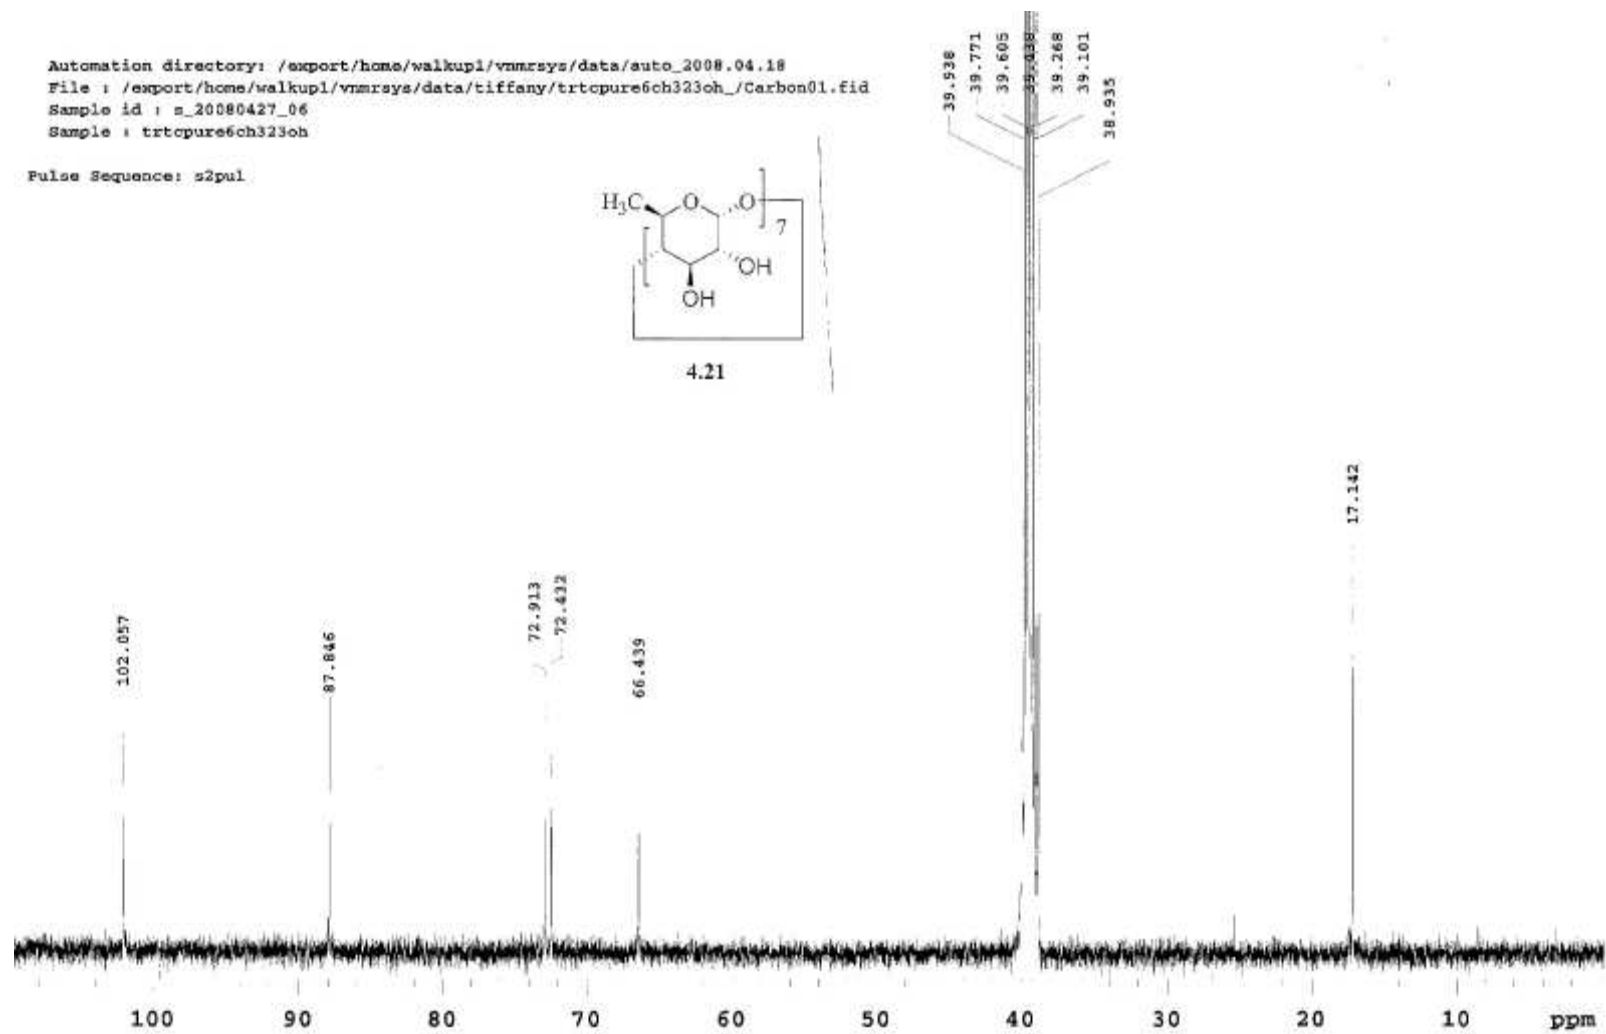 Automation directory: /export/home/walkup1/vnmrsys/data/auto_2008.04.18
File : /export/home/walkup1/vnmrsys/data/tiffany/trtcpure6ch323oh_/Carbon01.fid
Sample id : s_20080427_06
Sample : trtcpure6ch323oh
Pulse Sequence: s2pul
39.938
39.771
39.605
39.438
39.268
39.101
38.935
H3C
O
O
7
OH
OH
4.21
17.142
102.057
87.846
72.913
72.432
66.439
100 90 80 70 60 50 40 30 20 10 ppm